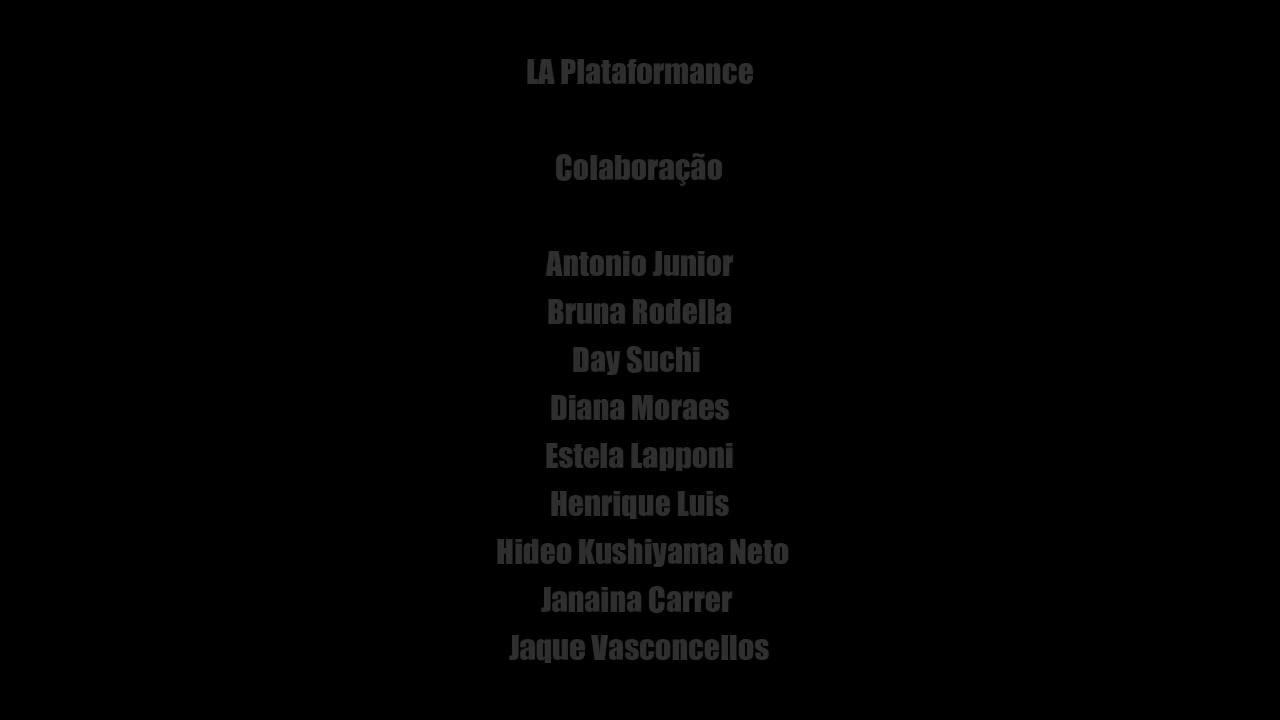 LA Plataformance
Colaboração
Antonio Junior
Bruna Rodella
Day Suchi
Diana Moraes
Estela Lapponi
Henrique Luis
Hideo Kushiyama Neto
Janaina Carrer
Jaque Vasconcellos